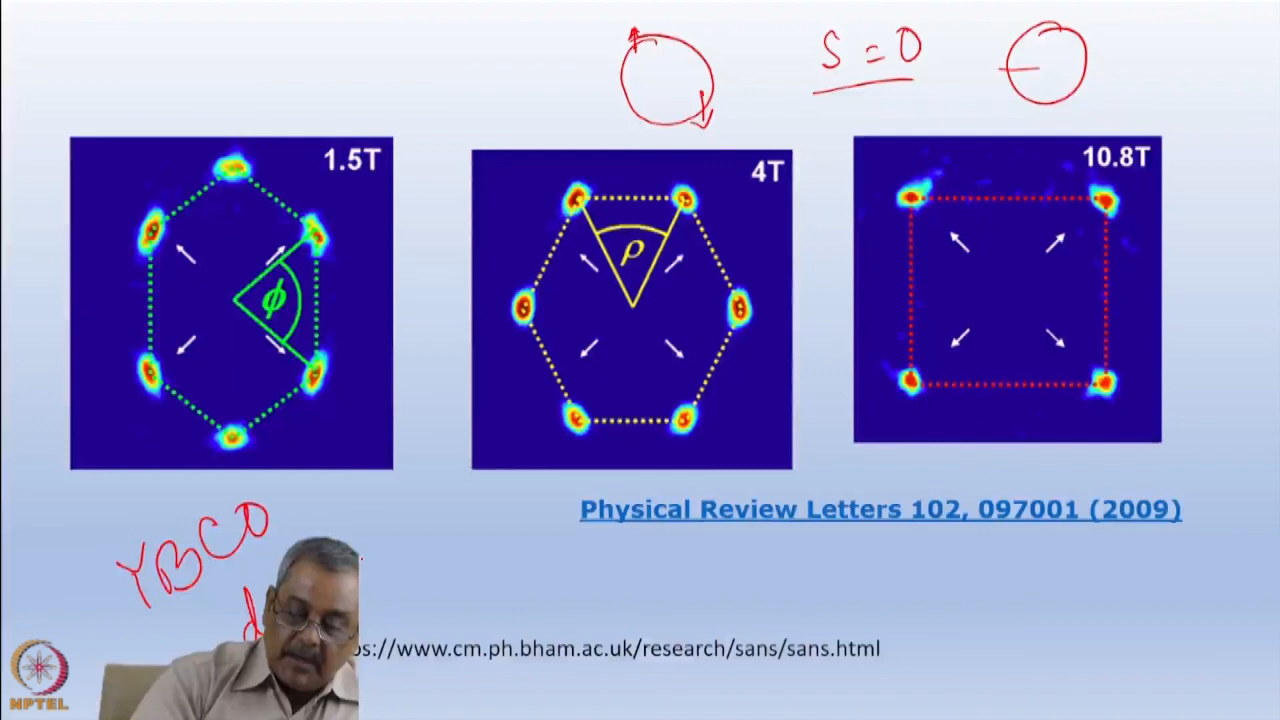 S = 0
1.5T
4T
10.8T
ϕ
ρ
Physical Review Letters 102, 097001 (2009)
YBCO
d
ps://www.cm.ph.bham.ac.uk/research/sans/sans.html
NPTEL